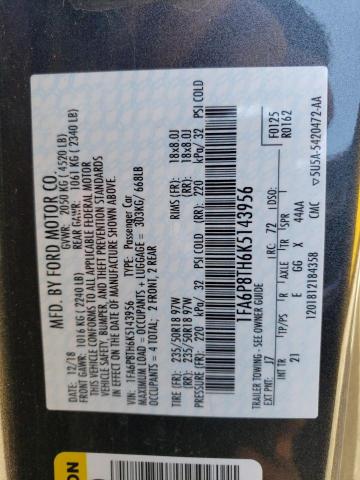 MFD. BY FORD MOTOR CO.
DATE: 12/18 GVWR: 2050 KG (4520 LB)
FRONT GAWR: 1016 KG (2240 LB) REAR GAWR: 1061 KG (2340 LB)
THIS VEHICLE CONFORMS TO ALL APPLICABLE FEDERAL MOTOR
VEHICLE SAFETY, BUMPER, AND THEFT PREVENTION STANDARDS
IN EFFECT ON THE DATE OF MANUFACTURE SHOWN ABOVE.
VIN: 1FA6P8TH6K5143956 TYPE: Passenger Car
MAXIMUM LOAD = OCCUPANTS + LUGGAGE = 303KG/ 668LB
OCCUPANTS = 4 TOTAL; 2 FRONT, 2 REAR
TIRE (FR): 235/50R18 97W RIMS (FR): 18x8.0J
TIRE (RR): 235/50R18 97W (RR): 18x8.0J
PRESSURE: (FR): 220 kPa/ 32 PSI COLD (RR): 220 kPa/ 32 PSI COLD
1FA6P8TH6K5143956
TRAILER TOWING - SEE OWNER GUIDE
F0125
R0162
EXT PNT: J7 RC: 72 DSO:
INT TR TP/PS R AXLE TR SPR
21 E GG X 44AA
1201812184358 CMC ▽5U5A-5420472-AA
ON